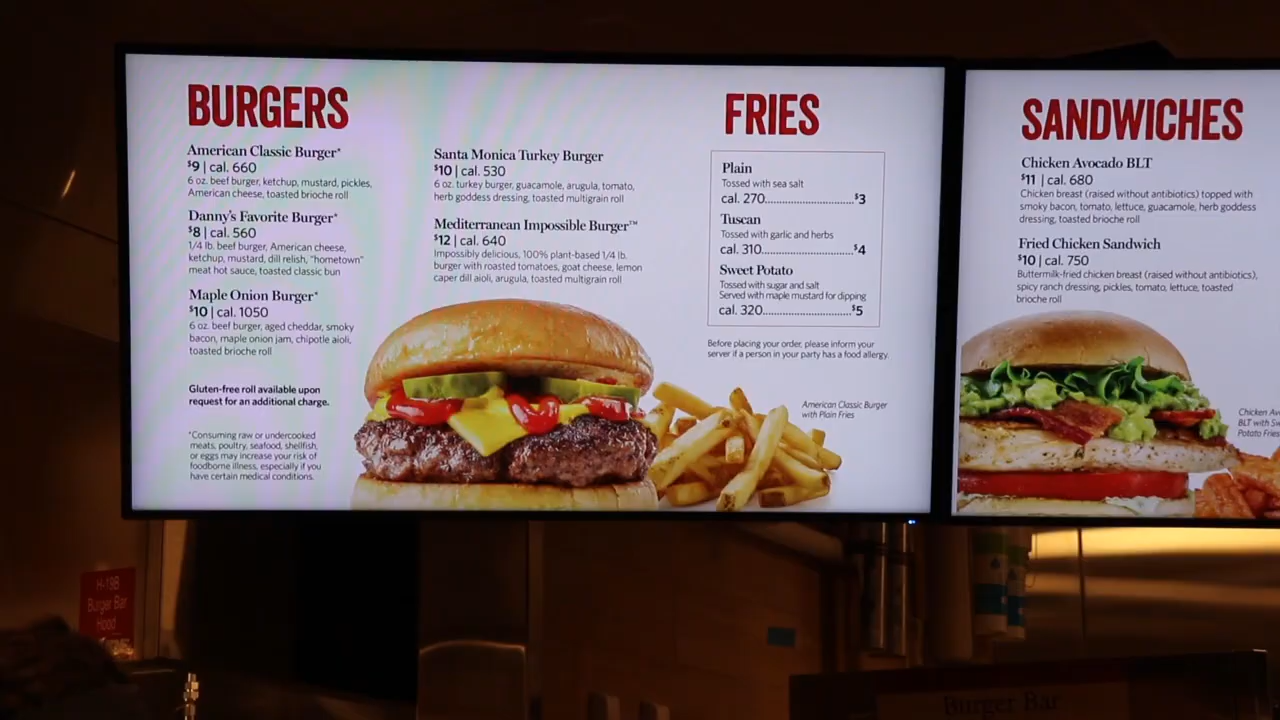 BURGERS
American Classic Burger*
$9 | cal. 660
6 oz. beef burger, ketchup, mustard, pickles,
American cheese, toasted brioche roll
Danny's Favorite Burger*
$8 | cal. 560
1/4 lb. beef burger, American cheese,
ketchup, mustard, dill relish, "hometown"
meat hot sauce, toasted classic bun
Maple Onion Burger*
$10 | cal. 1050
6 oz. beef burger, aged cheddar, smoky
bacon, maple onion jam, chipotle aioli,
toasted brioche roll
Gluten-free roll available upon
request for an additional charge.
*Consuming raw or undercooked
meats, poultry, seafood, shellfish,
or eggs may increase your risk of
foodborne illness, especially if you
have certain medical conditions.
Santa Monica Turkey Burger
$10 | cal. 530
6 oz. turkey burger, guacamole, arugula, tomato,
herb goddess dressing, toasted multigrain roll
Mediterranean Impossible Burger™
$12 | cal. 640
Impossibly delicious, 100% plant-based 1/4 lb.
burger with roasted tomatoes, goat cheese, lemon
caper dill aioli, arugula, toasted multigrain roll
FRIES
Plain
Tossed with sea salt
cal. 270......................$3
Tuscan
Tossed with garlic and herbs
cal. 310.......................$4
Sweet Potato
Tossed with sugar and salt
Served with maple mustard for dipping
cal. 320......................$5
Before placing your order, please inform your
server if a person in your party has a food allergy.
American Classic Burger
with Plain Fries
SANDWICHES
Chicken Avocado BLT
$11 | cal. 680
Chicken breast (raised without antibiotics) topped with
smoky bacon, tomato, lettuce, guacamole, herb goddess
dressing, toasted brioche roll
Fried Chicken Sandwich
$10 | cal. 750
Buttermilk-fried chicken breast (raised without antibiotics),
spicy ranch dressing, pickles, tomato, lettuce, toasted
brioche roll
Chicken Av
BLT with Sw
Potato Fries
H-19B
Burger Bar
Hood
Burger Bar